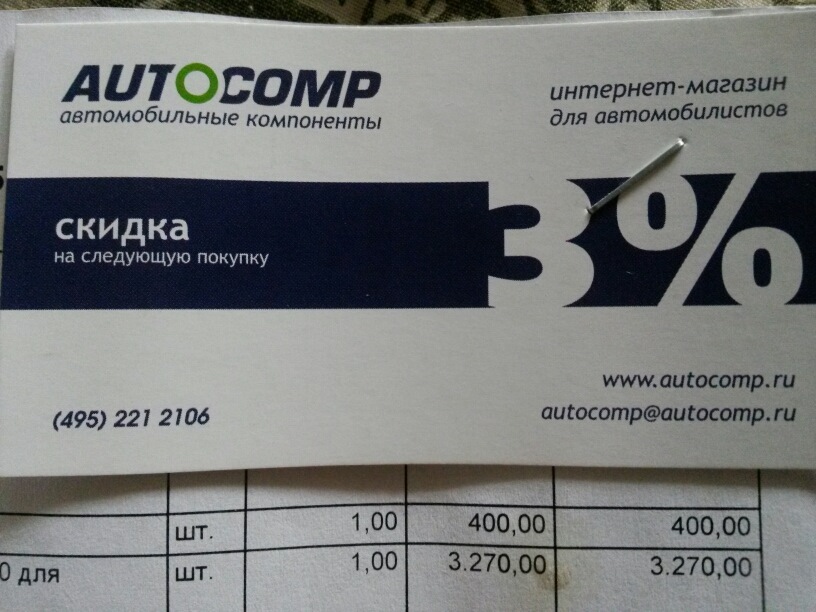 AUTOCOMP
автомобильные компоненты
интернет-магазин
для автомобилистов
скидка
на следующую покупку
3%
www.autocomp.ru
(495) 221 2106
autocomp@autocomp.ru
шт. 1,00 400,00 400,00
0 для шт. 1,00 3.270,00 3.270,00